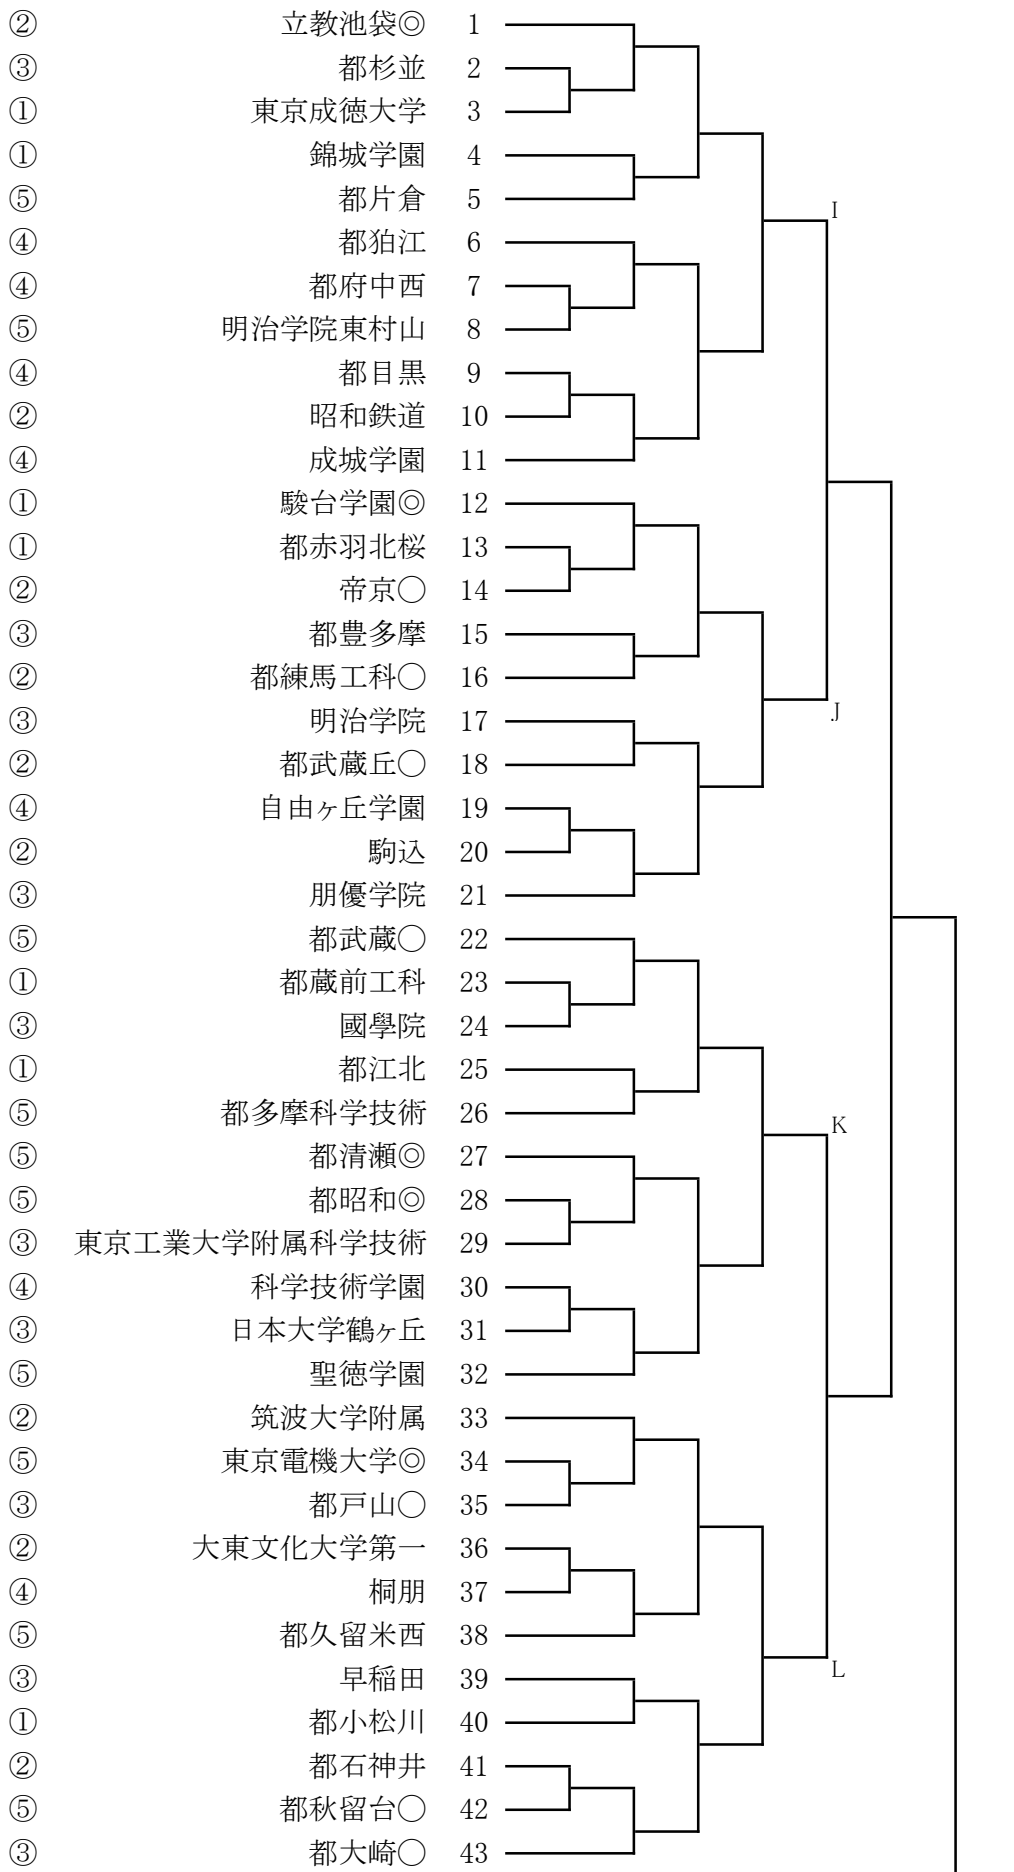 ② 立教池袋◎ 1
③ 都杉並 2
① 東京成徳大学 3
① 錦城学園 4
⑤ 都片倉 5
I
④ 都狛江 6
④ 都府中西 7
⑤ 明治学院東村山 8
④ 都目黒 9
② 昭和鉄道 10
④ 成城学園 11
① 駿台学園◎ 12
① 都赤羽北桜 13
② 帝京○ 14
③ 都豊多摩 15
② 都練馬工科○ 16
J
③ 明治学院 17
② 都武蔵丘○ 18
④ 自由ヶ丘学園 19
② 駒込 20
③ 朋優学院 21
⑤ 都武蔵○ 22
① 都蔵前工科 23
③ 國學院 24
① 都江北 25
⑤ 都多摩科学技術 26
K
⑤ 都清瀬◎ 27
⑤ 都昭和◎ 28
③ 東京工業大学附属科学技術 29
④ 科学技術学園 30
③ 日本大学鶴ヶ丘 31
⑤ 聖徳学園 32
② 筑波大学附属 33
⑤ 東京電機大学◎ 34
③ 都戸山○ 35
② 大東文化大学第一 36
④ 桐朋 37
⑤ 都久留米西 38
L
③ 早稲田 39
① 都小松川 40
② 都石神井 41
⑤ 都秋留台○ 42
③ 都大崎○ 43